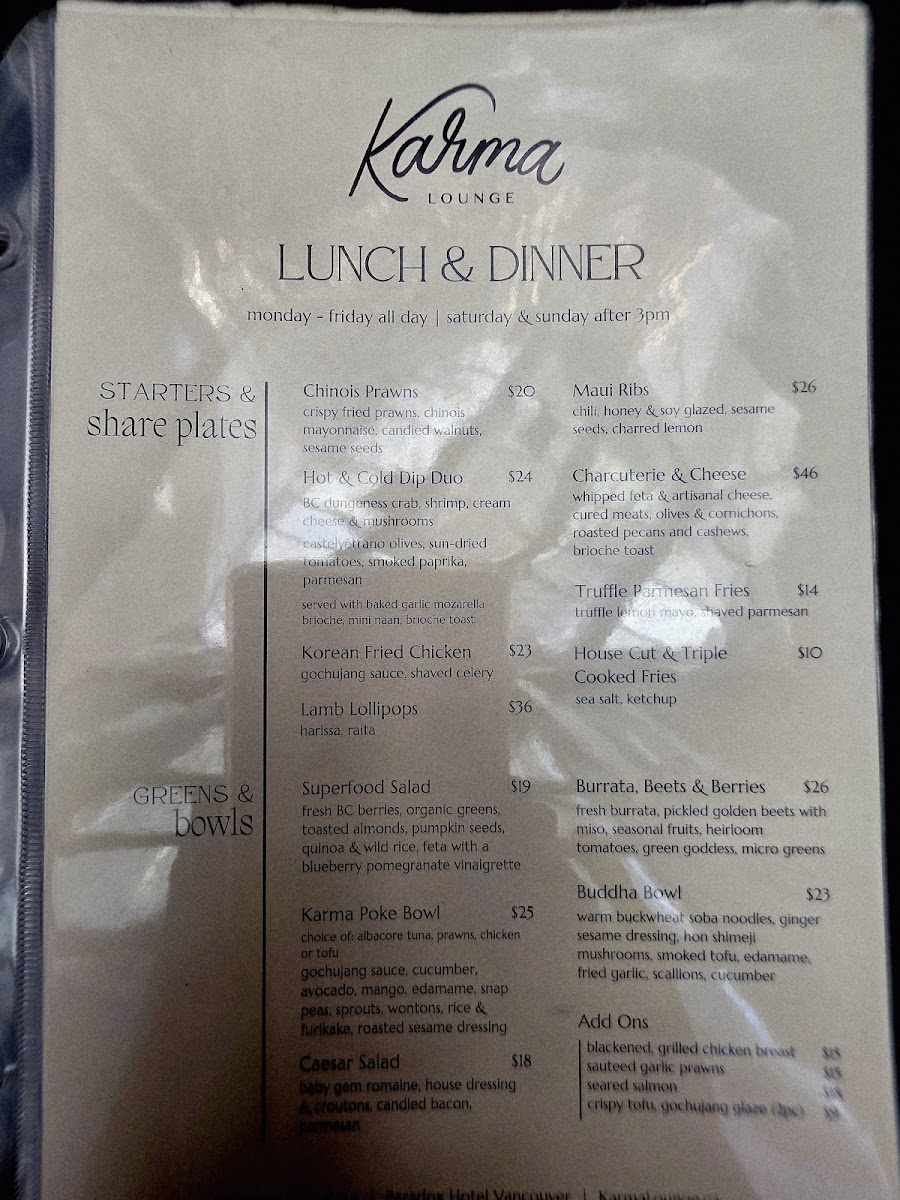 Karma
LOUNGE
LUNCH & DINNER
monday - friday all day | saturday & sunday after 3pm
STARTERS &
share plates
Chinois Prawns $20
crispy fried prawns, chinois
mayonnaise, candied walnuts,
sesame seeds
Hot & Cold Dip Duo $24
BC dungeness crab, shrimp, cream
cheese & mushrooms
castelvetrano olives, sun-dried
tomatoes, smoked paprika,
parmesan
served with baked garlic mozarella
brioche, mini naan, brioche toast
Korean Fried Chicken $23
gochujang sauce, shaved celery
Lamb Lollipops $36
harissa, raita
Maui Ribs $26
chili, honey & soy glazed, sesame
seeds, charred lemon
Charcuterie & Cheese $46
whipped feta & artisanal cheese,
cured meats, olives & cornichons,
roasted pecans and cashews,
brioche toast
Truffle Parmesan Fries $14
truffle lemon mayo, shaved parmesan
House Cut & Triple $10
Cooked Fries
sea salt, ketchup
GREENS &
bowls
Superfood Salad $19
fresh BC berries, organic greens,
toasted almonds, pumpkin seeds,
quinoa & wild rice, feta with a
blueberry pomegranate vinaigrette
Karma Poke Bowl $25
choice of: albacore tuna, prawns, chicken
or tofu
gochujang sauce, cucumber,
avocado, mango, edamame, snap
peas, sprouts, wontons, rice &
furikake, roasted sesame dressing
Caesar Salad $18
baby gem romaine, house dressing
& croutons, candied bacon,
parmesan
Burrata, Beets & Berries $26
fresh burrata, pickled golden beets with
miso, seasonal fruits, heirloom
tomatoes, green goddess, micro greens
Buddha Bowl $23
warm buckwheat soba noodles, ginger
sesame dressing, hon shimeji
mushrooms, smoked tofu, edamame,
fried garlic, scallions, cucumber
Add Ons
blackened, grilled chicken breast
sauteed garlic prawns
seared salmon
crispy tofu, gochujang glaze (2pc)
| Paradox Hotel Vancouver |